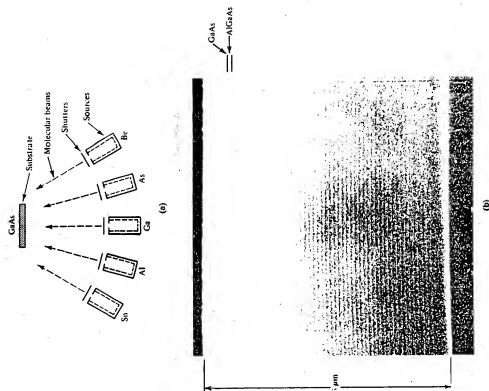 GaAs
Substrate
Molecular beams
Shutters
Sources
Sn
Al
Ga
As
Be
(a)
GaAs
AlGaAs
μm
(b)